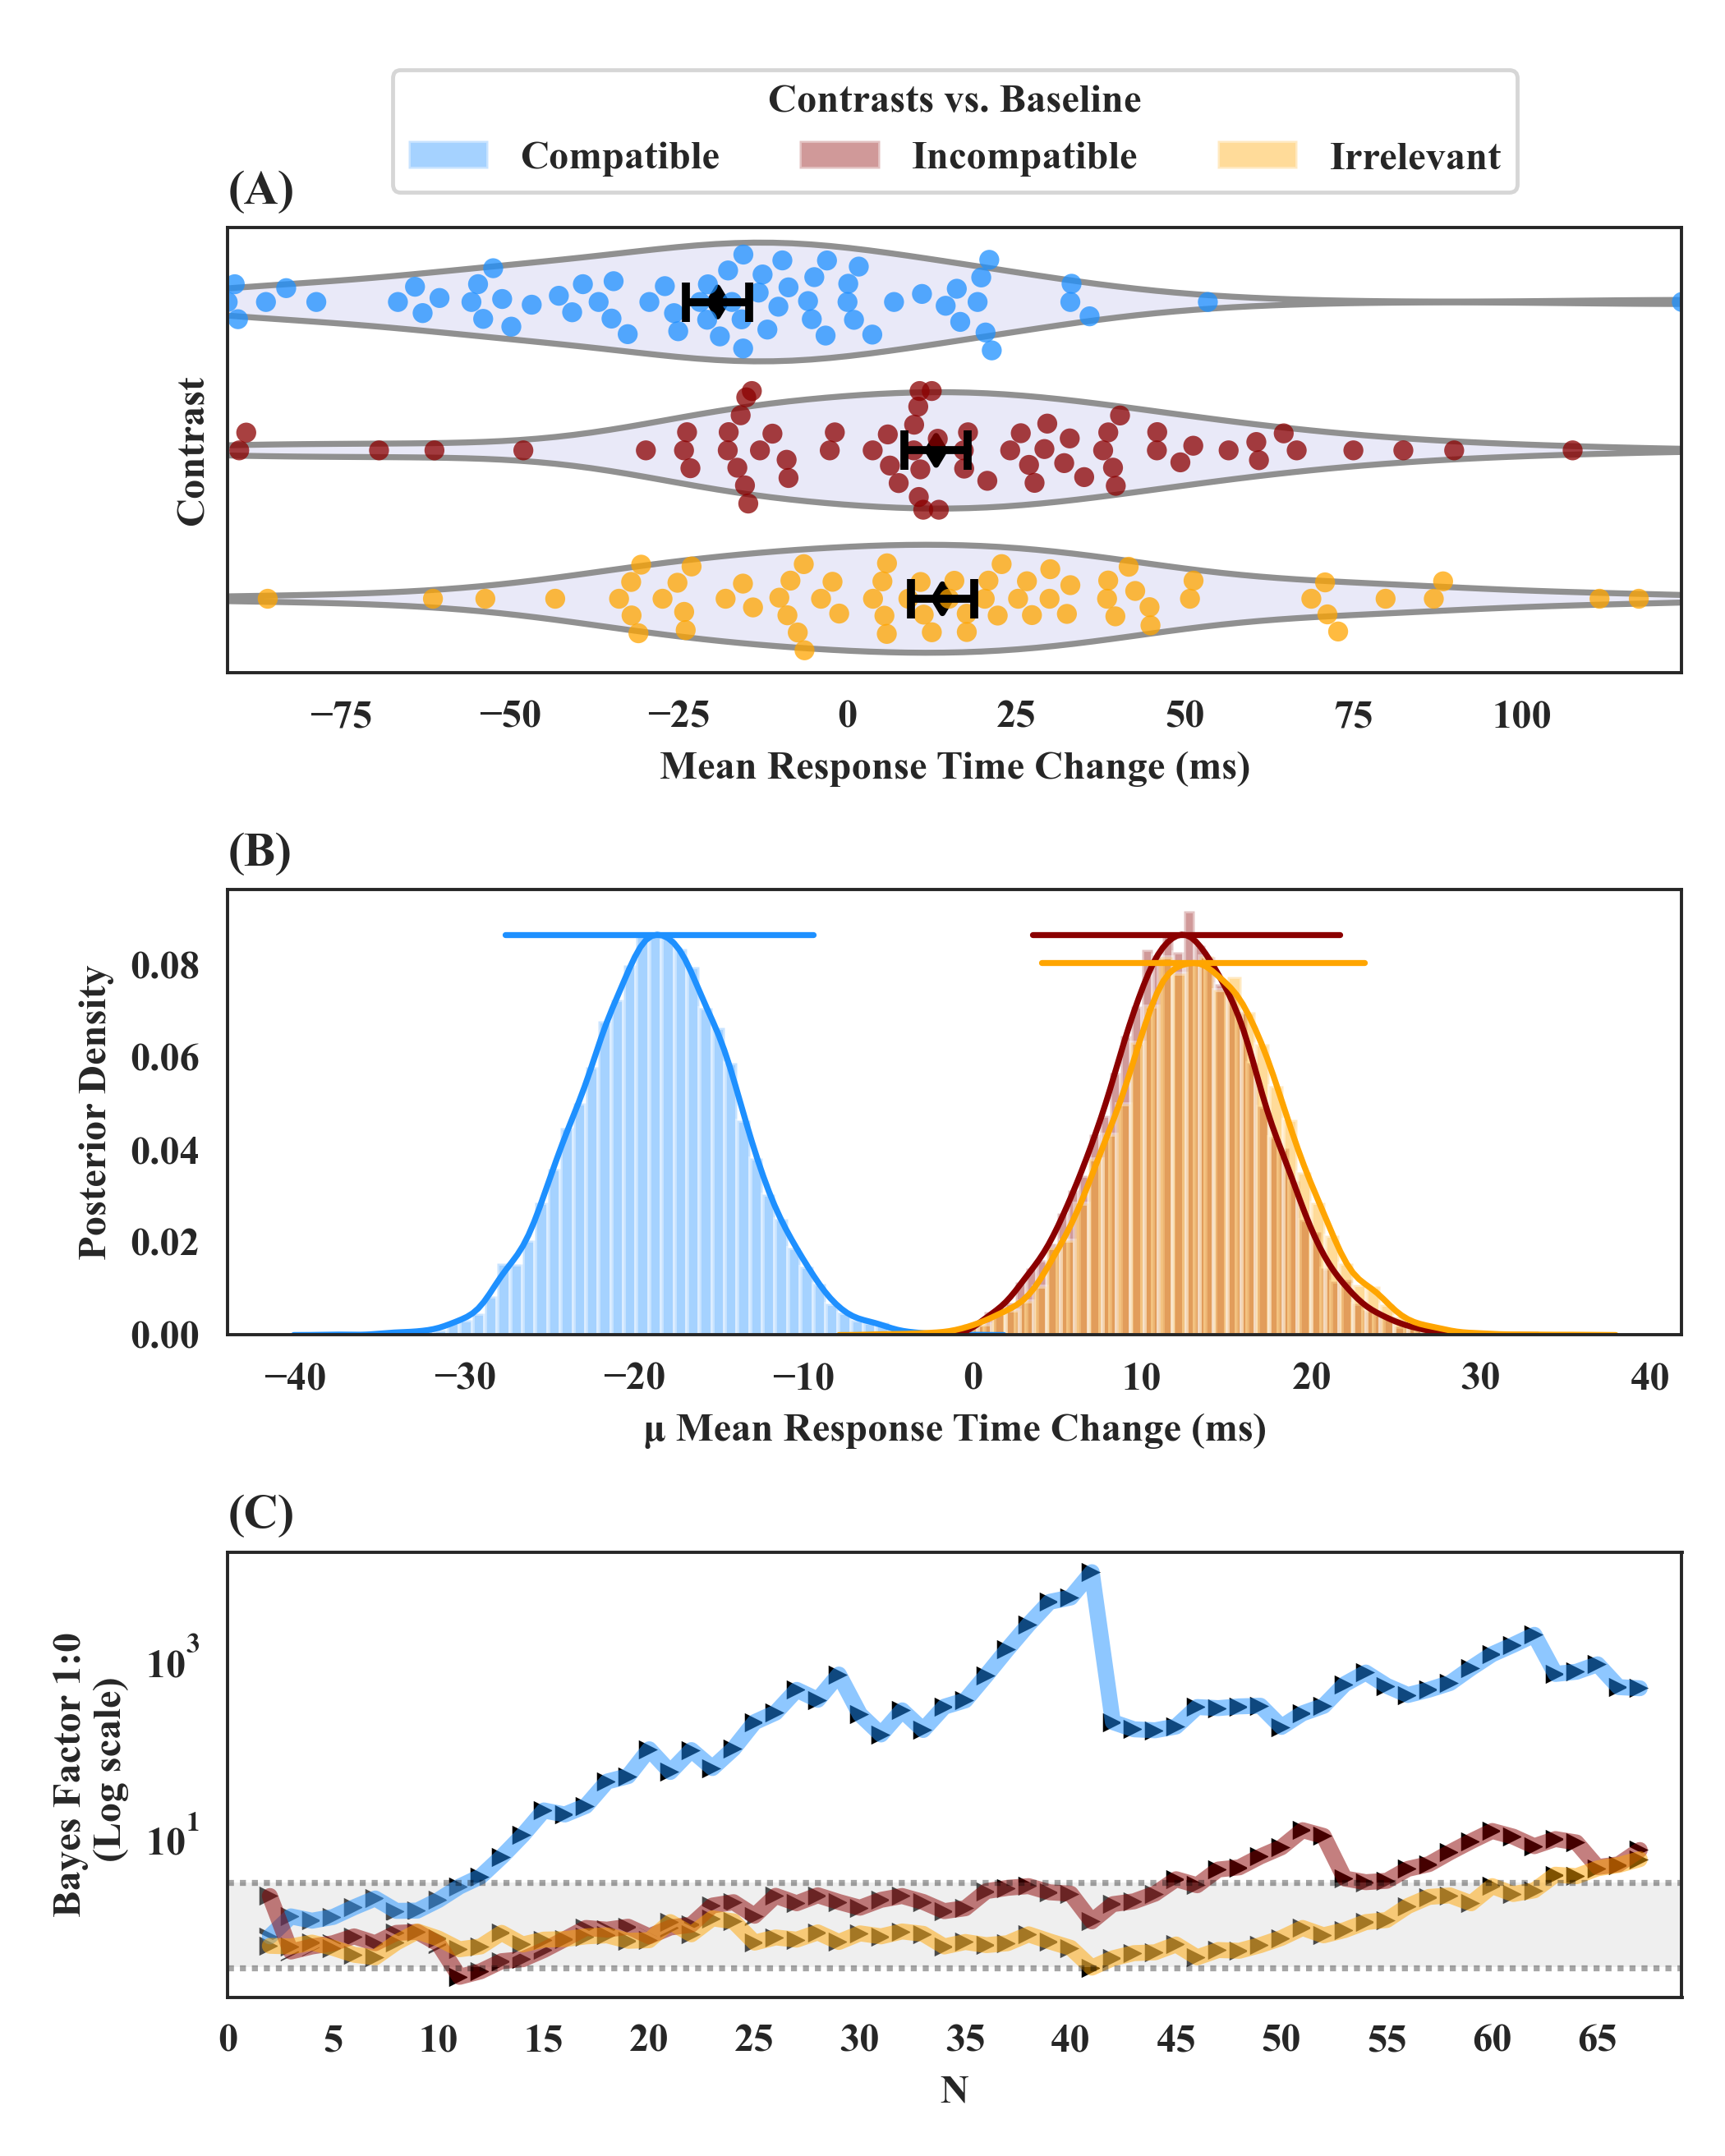 Contrasts vs. Baseline
Compatible Incompatible Irrelevant
(A)
Contrast
−75 −50 −25 0 25 50 75 100
Mean Response Time Change (ms)
(B)
Posterior Density
0.08
0.06
0.04
0.02
0.00
−40 −30 −20 −10 0 10 20 30 40
μ Mean Response Time Change (ms)
(C)
Bayes Factor 1:0
(Log scale)
10³
10¹
0 5 10 15 20 25 30 35 40 45 50 55 60 65
N